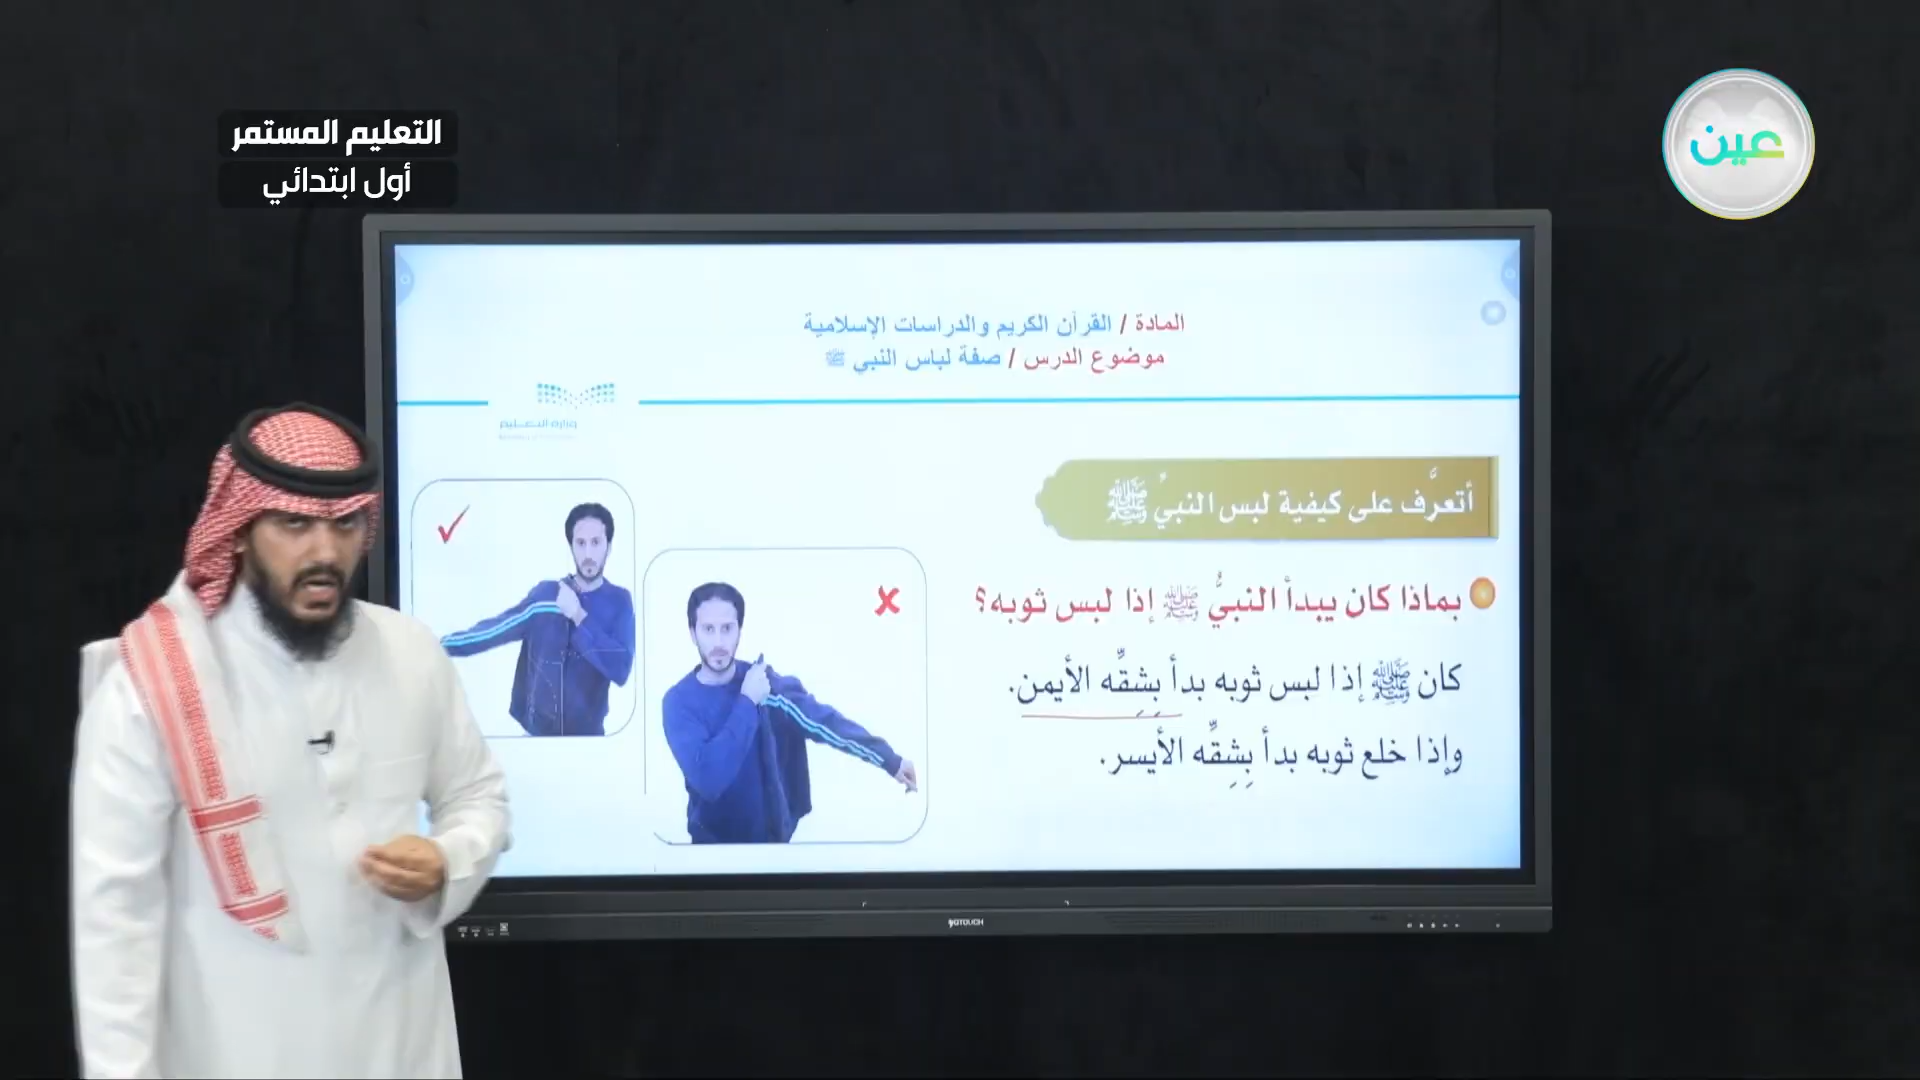 التعليم المستمر
أول ابتدائي
عين
المادة / القرآن الكريم والدراسات الإسلامية
موضوع الدرس / صفة لباس النبي ﷺ
وزارة التعليم
أتعرَّف على كيفية لبس النبيِّ ﷺ
بماذا كان يبدأ النبيُّ ﷺ إذا لبس ثوبه؟
كان ﷺ إذا لبس ثوبه بدأ بِشِقِّه الأيمن.
وإذا خلع ثوبه بدأ بِشِقِّه الأيسر.